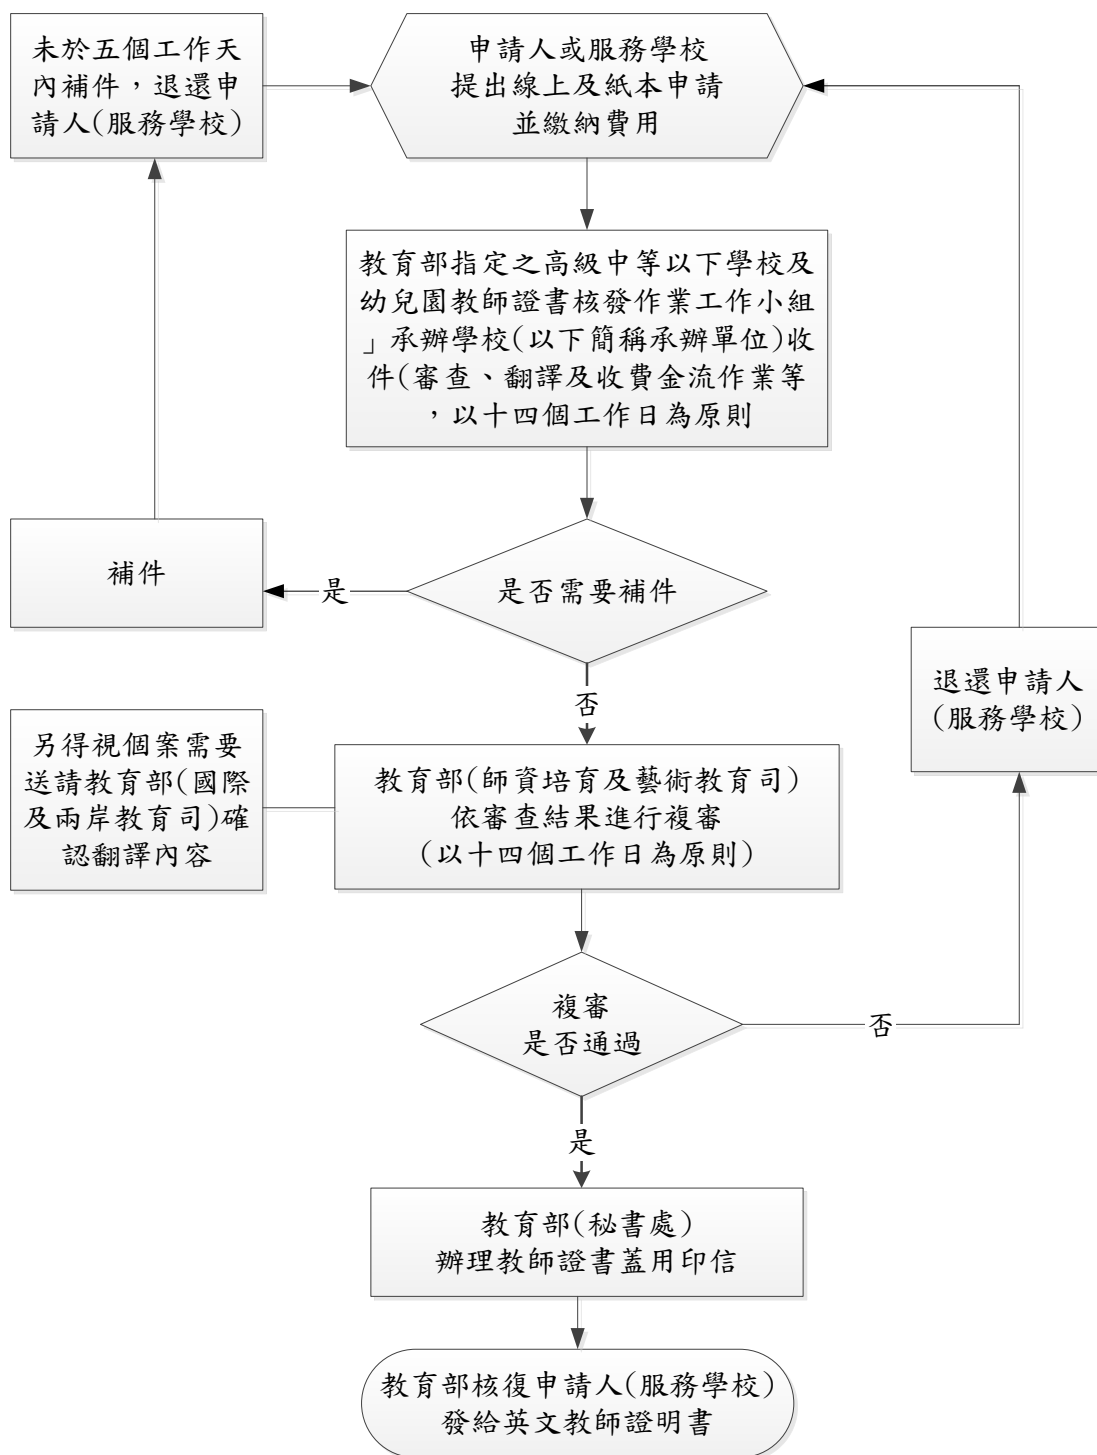 未於五個工作天
內補件，退還申
請人(服務學校)
申請人或服務學校
提出線上及紙本申請
並繳納費用
教育部指定之高級中等以下學校及
幼兒園教師證書核發作業工作小組
」承辦學校(以下簡稱承辦單位)收
件(審查、翻譯及收費金流作業等
，以十四個工作日為原則
補件
是
是否需要補件
否
退還申請人
(服務學校)
另得視個案需要
送請教育部(國際
及兩岸教育司)確
認翻譯內容
教育部(師資培育及藝術教育司)
依審查結果進行複審
(以十四個工作日為原則)
複審
是否通過
否
是
教育部(秘書處)
辦理教師證書蓋用印信
教育部核復申請人(服務學校)
發給英文教師證明書